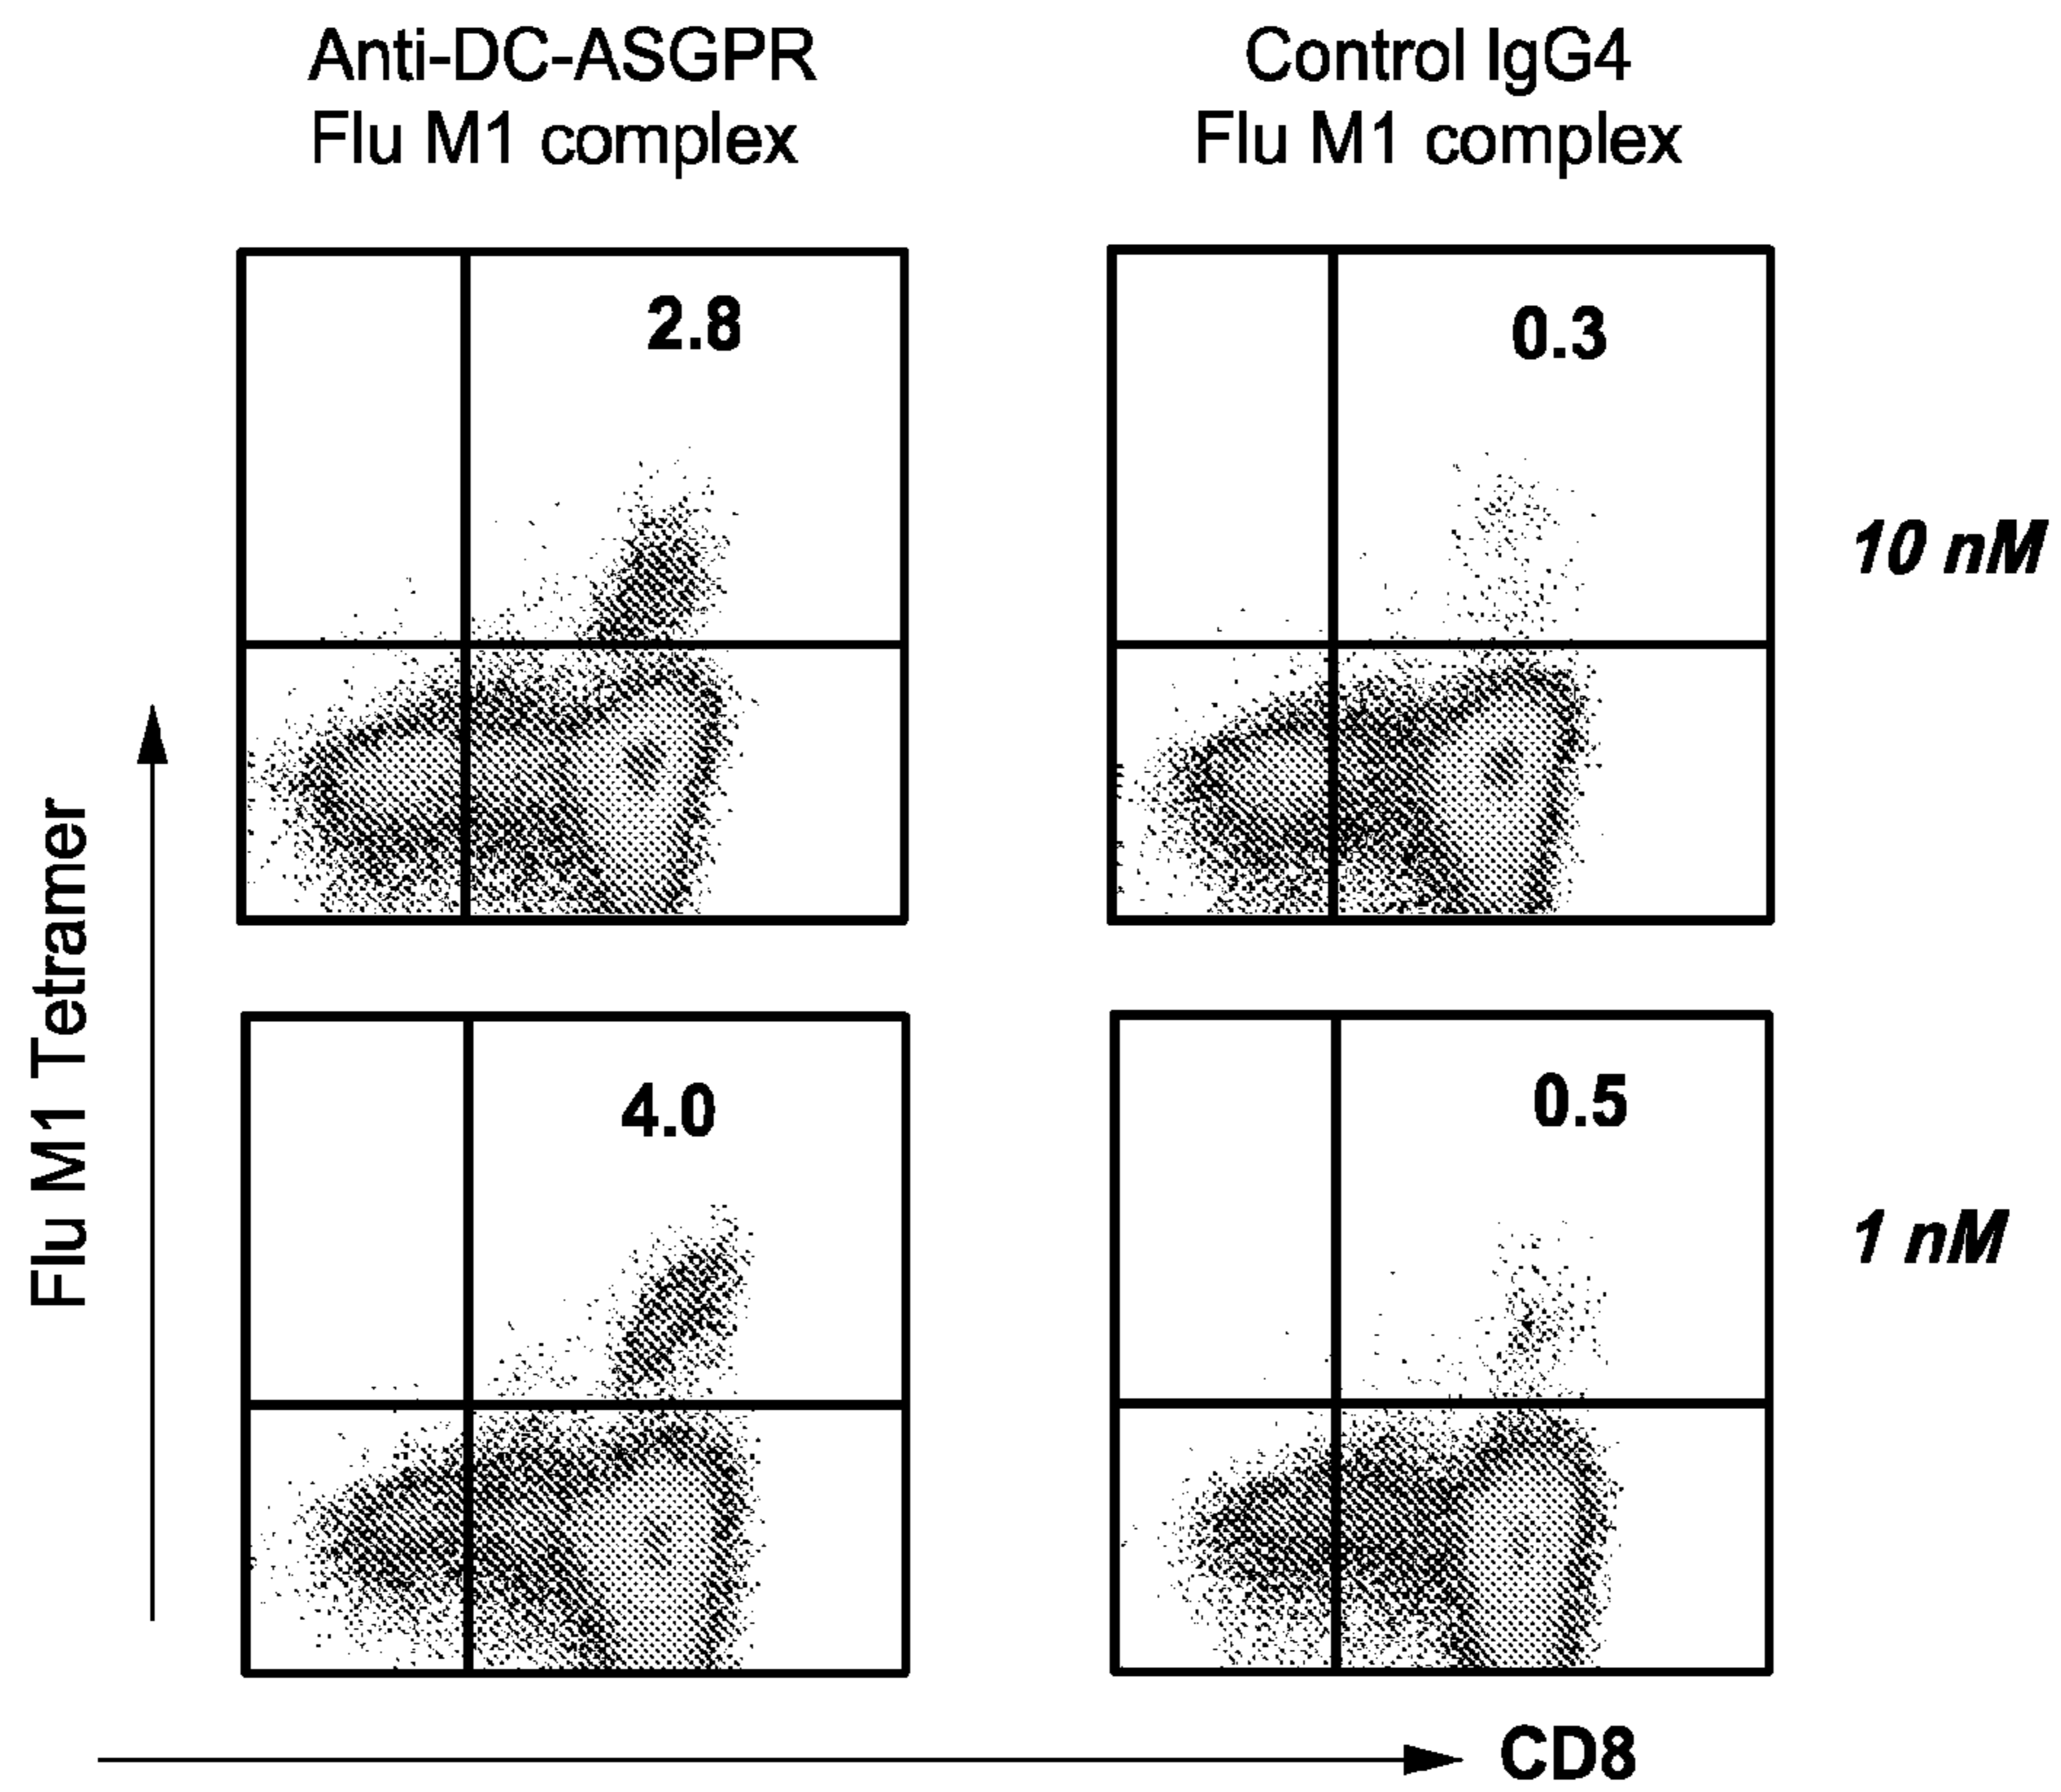 Anti-DC-ASGPR
Flu M1 complex
Control IgG4
Flu M1 complex
2.8
0.3
10 nM
4.0
0.5
1 nM
Flu M1 Tetramer
CD8